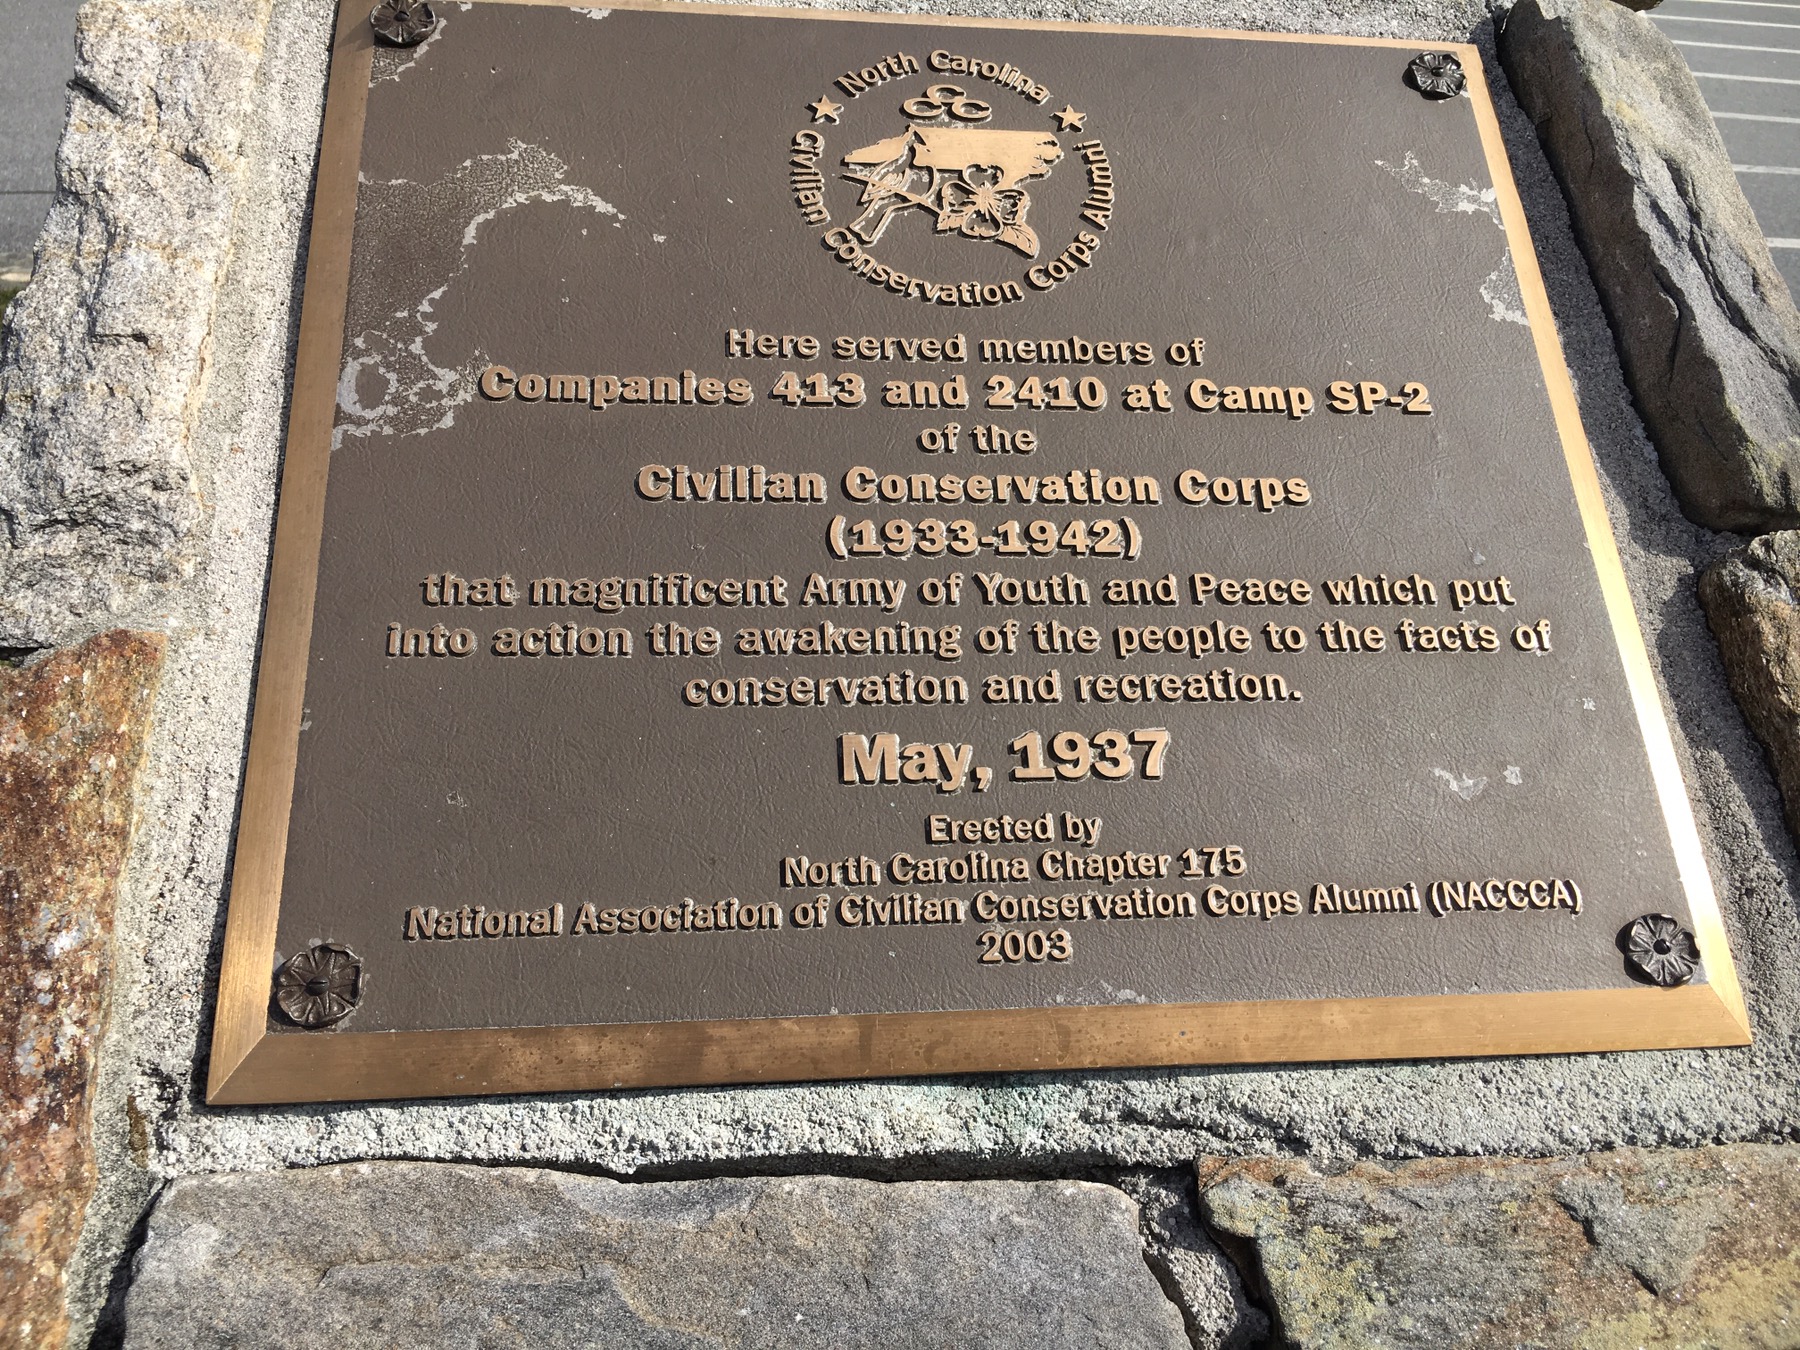 North Carolina
CCC
Civilian Conservation Corps Alumni
Here served members of
Companies 413 and 2410 at Camp SP-2
of the
Civilian Conservation Corps
(1933-1942)
that magnificent Army of Youth and Peace which put
into action the awakening of the people to the facts of
conservation and recreation.
May, 1937
Erected by
North Carolina Chapter 175
National Association of Civilian Conservation Corps Alumni (NACCCA)
2003